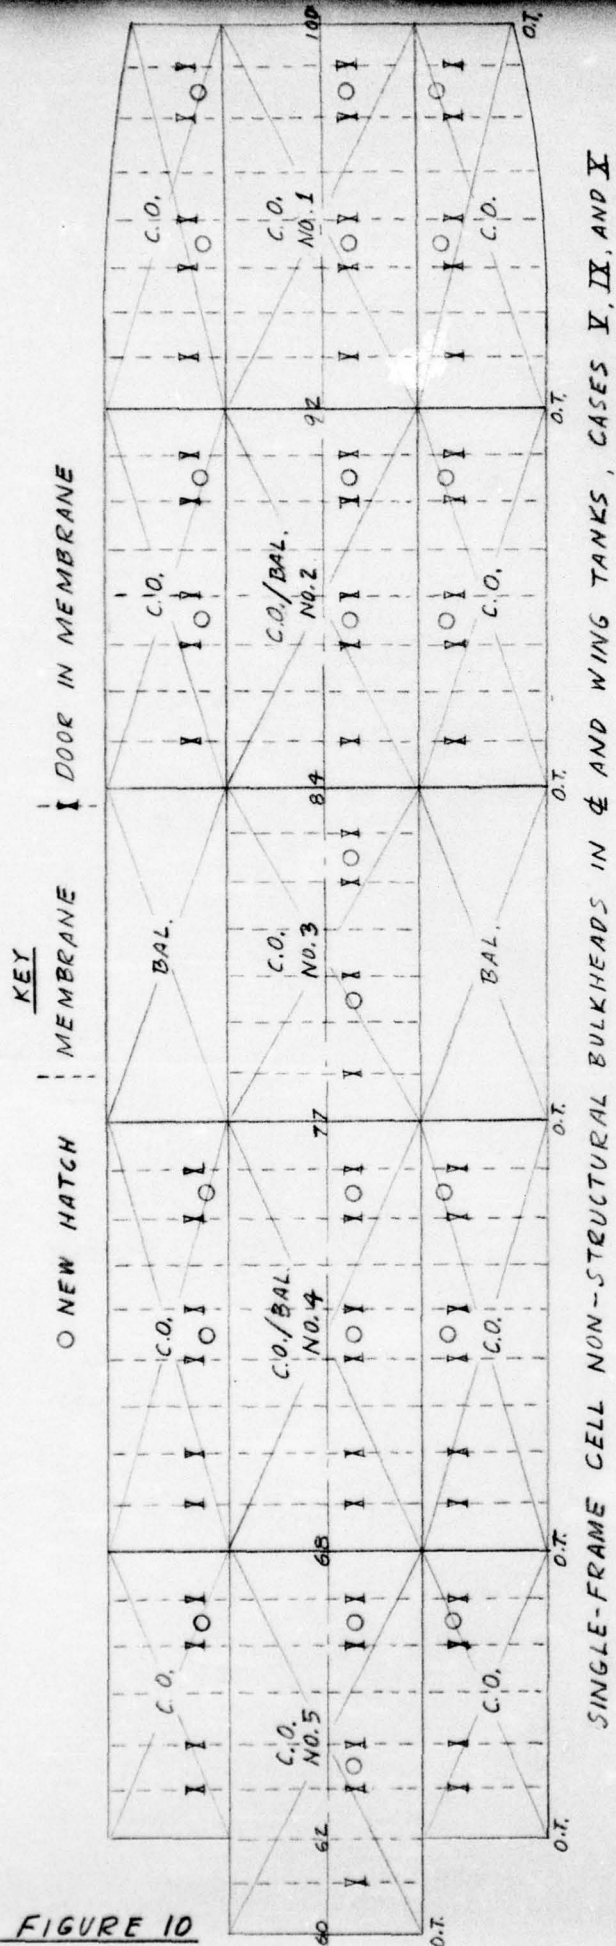 KEY
O NEW HATCH
MEMBRANE
DOOR IN MEMBRANE
C.O.
C.O.
BAL.
C.O.
C.O.
60
62
68
77
84
92
100
C.O.
NO.5
C.O./BAL.
NO.4
C.O.
NO.3
C.O./BAL.
NO.2
C.O.
NO.1
C.O.
C.O.
BAL.
C.O.
C.O.
O.T.
O.T.
O.T.
O.T.
O.T.
O.T.
O.T.
SINGLE-FRAME CELL NON-STRUCTURAL BULKHEADS IN ℄ AND WING TANKS, CASES V, IX, AND X
FIGURE 10